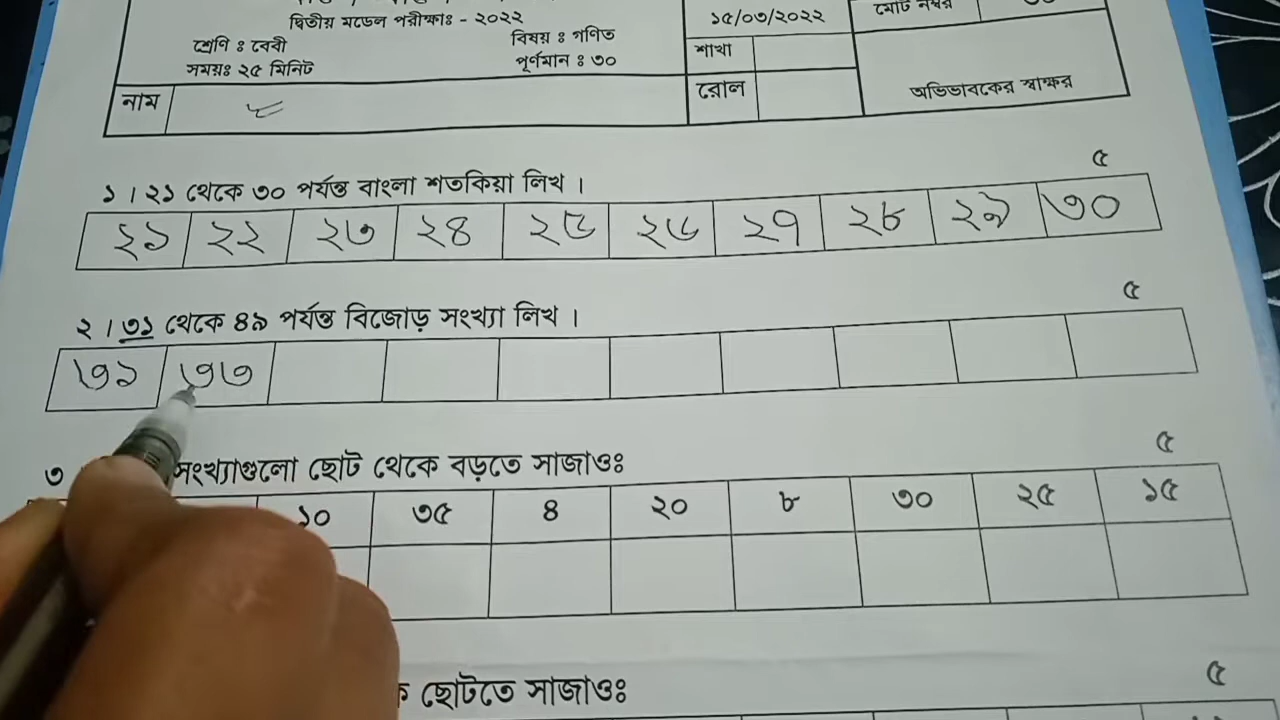 দ্বিতীয় মডেল পরীক্ষাঃ - ২০২২
১৫/০৩/২০২২
মোট নম্বর
শ্রেণি ঃ বেবী
বিষয় ঃ গণিত
শাখা
সময়ঃ ২৫ মিনিট
পূর্ণমান ঃ ৩০
নাম
রোল
অভিভাবকের স্বাক্ষর
১ । ২১ থেকে ৩০ পর্যন্ত বাংলা শতকিয়া লিখ । ৫
২১ ২২ ২৩ ২৪ ২৫ ২৬ ২৭ ২৮ ২৯ ৩০
২ । ৩১ থেকে ৪৯ পর্যন্ত বিজোড় সংখ্যা লিখ । ৫
৩১ ৩৩
৩ সংখ্যাগুলো ছোট থেকে বড়তে সাজাওঃ ৫
১০ ৩৫ ৪ ২০ ৮ ৩০ ২৫ ১৫
ছোটতে সাজাওঃ ৫